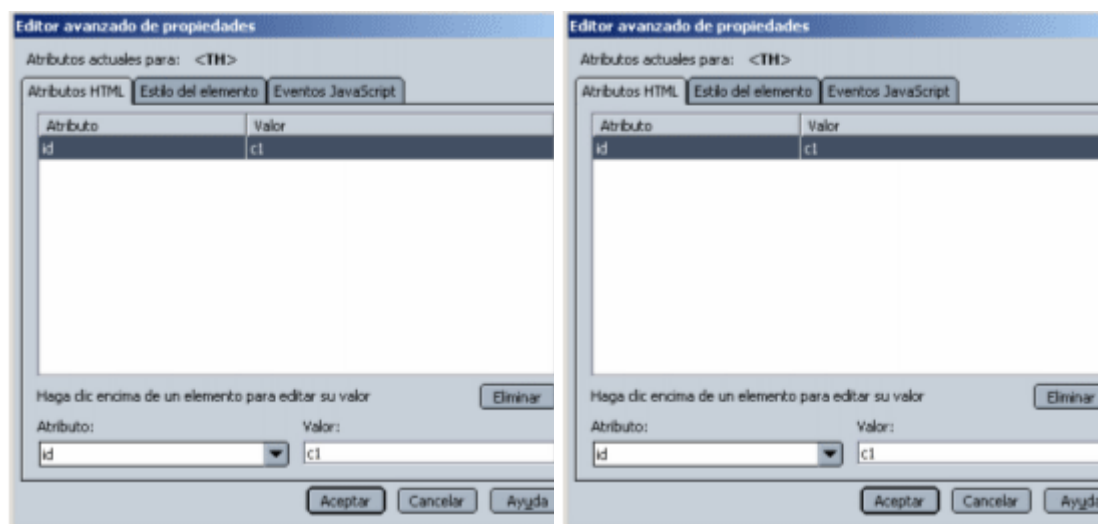 Editor avanzado de propiedades
Atributos actuales para: <TH>
Atributos HTML Estilo del elemento Eventos JavaScript
Atributo Valor
id c1
Haga clic encima de un elemento para editar su valor Eliminar
Atributo: Valor:
id c1
Aceptar Cancelar Ayuda
Editor avanzado de propiedades
Atributos actuales para: <TH>
Atributos HTML Estilo del elemento Eventos JavaScript
Atributo Valor
id c1
Haga clic encima de un elemento para editar su valor Eliminar
Atributo: Valor:
id c1
Aceptar Cancelar Ayuda